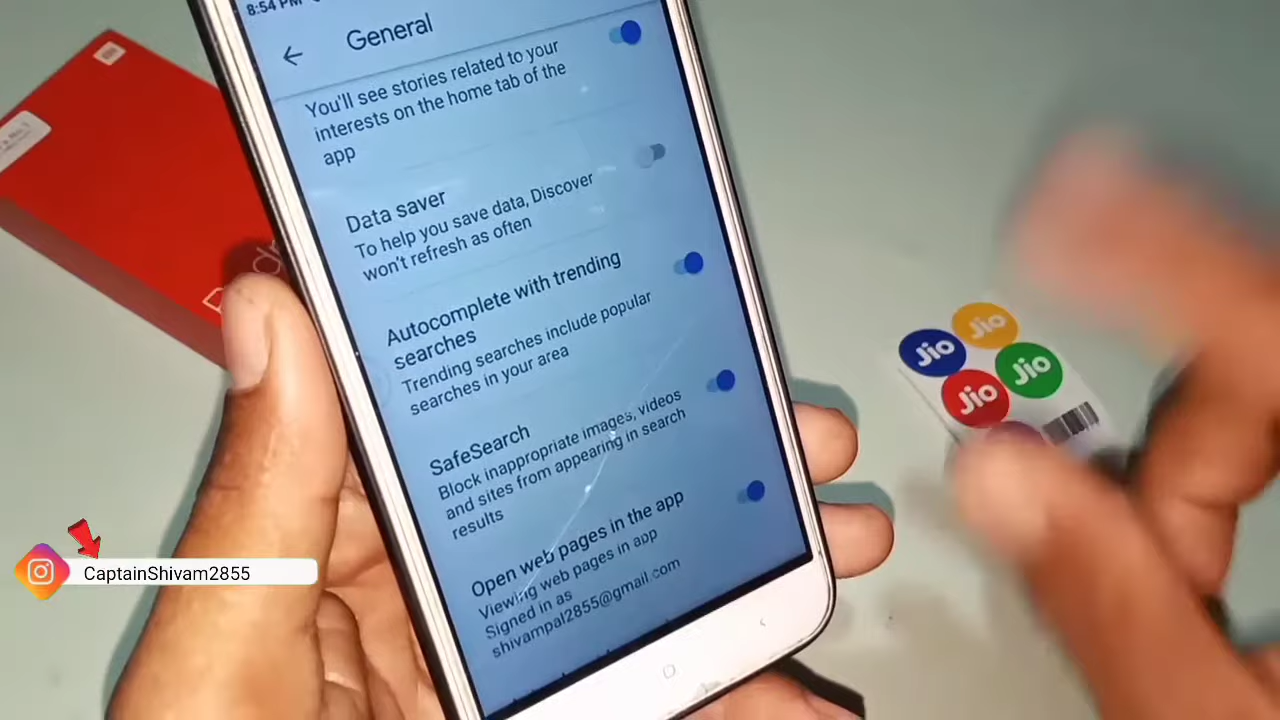 8:54 PM
General
You'll see stories related to your
interests on the home tab of the
app
Data saver
To help you save data, Discover
won't refresh as often
Autocomplete with trending
searches
Trending searches include popular
searches in your area
SafeSearch
Block inappropriate images, videos
and sites from appearing in search
results
Open web pages in the app
Viewing web pages in app
Signed in as
shivampal2855@gmail.com
Jio
Jio
Jio
Jio
CaptainShivam2855